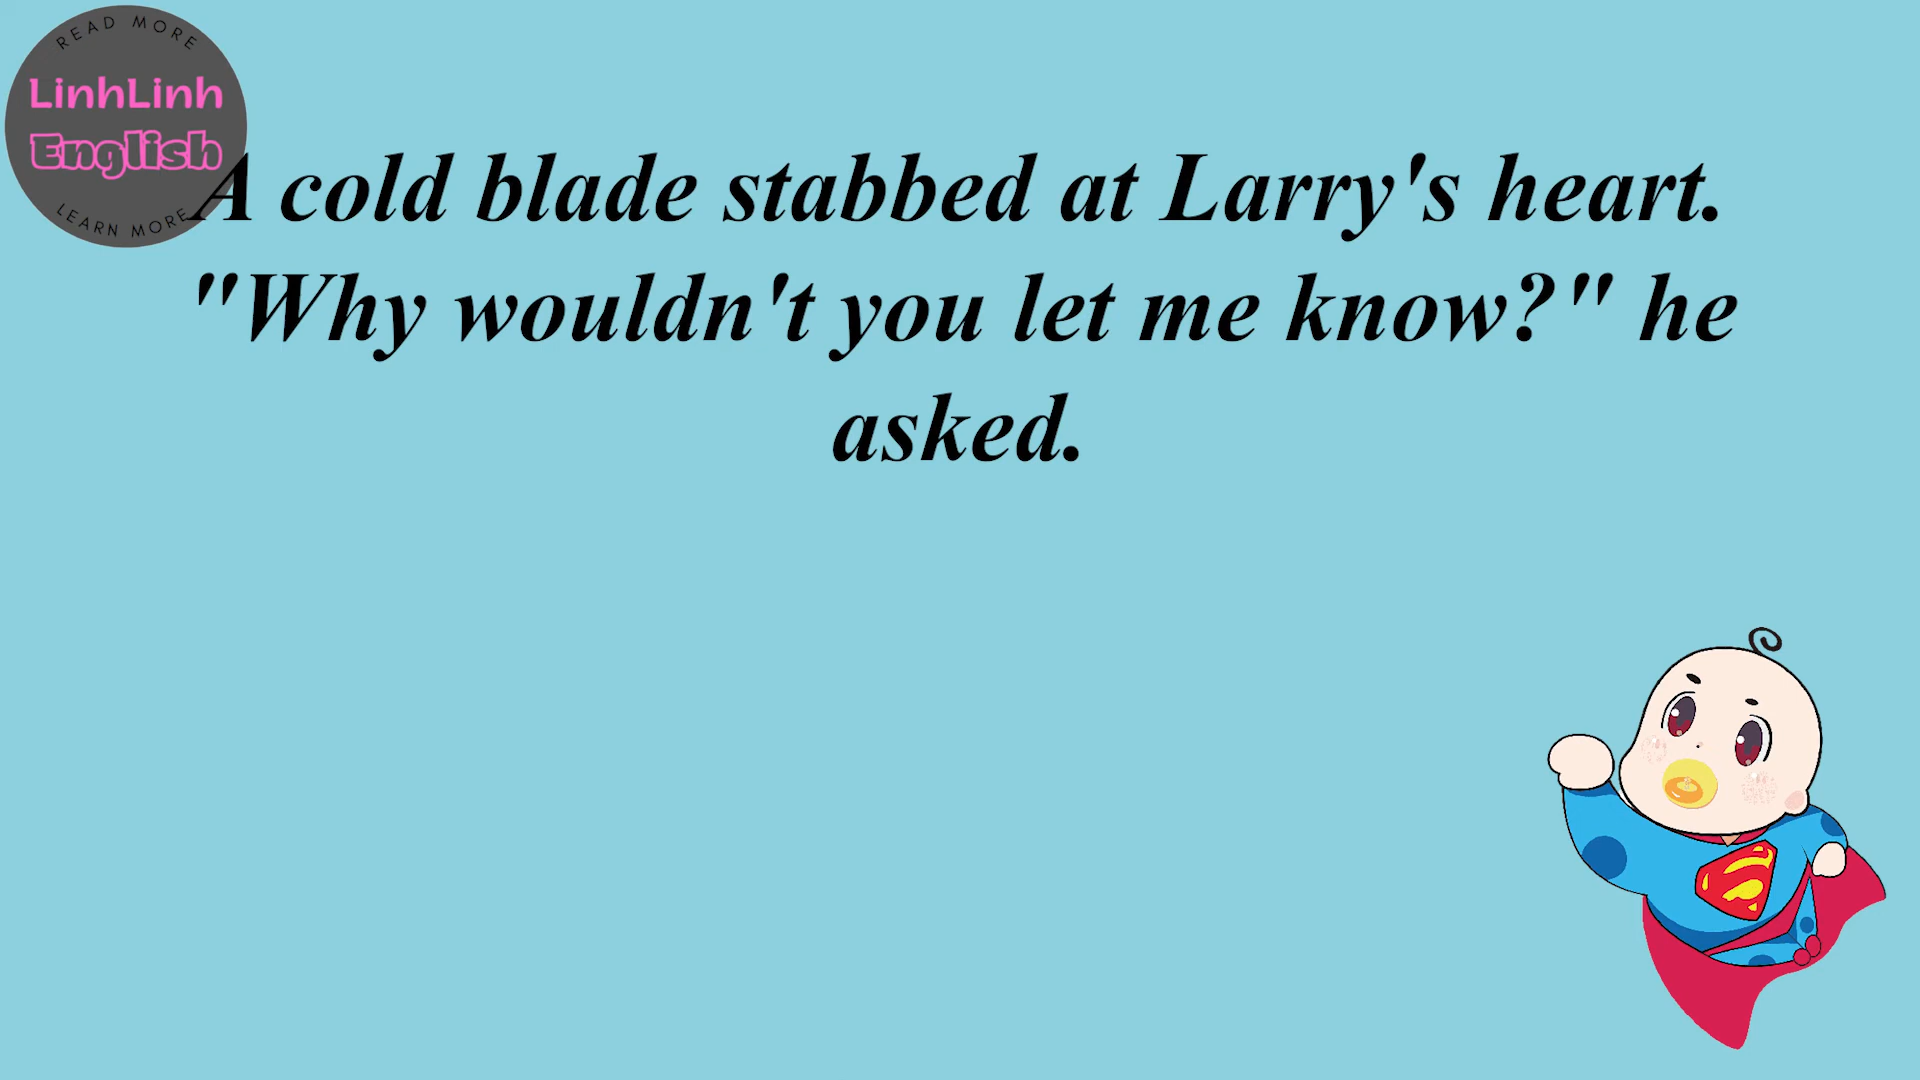 READ MORE
LinhLinh
English
LEARN MORE
A cold blade stabbed at Larry's heart.
"Why wouldn't you let me know?" he
asked.